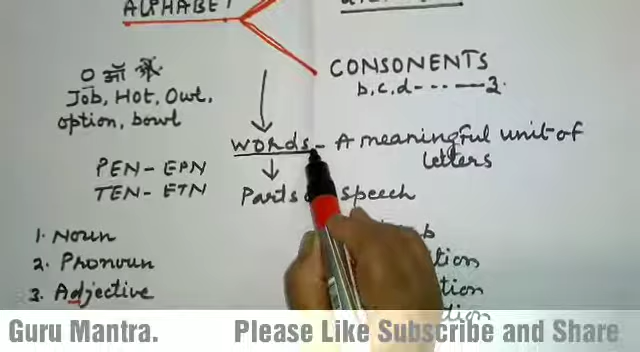 ALPHABET
CONSONENTS
b, c, d - - - — — z.
Job, Hot, Owl,
option, bowl
words - A meaningful unit of
letters
PEN - EPN
TEN - ETN
Parts speech
1. Noun
2. Phonoun
3. Adjective
Guru Mantra. Please Like Subscribe and Share